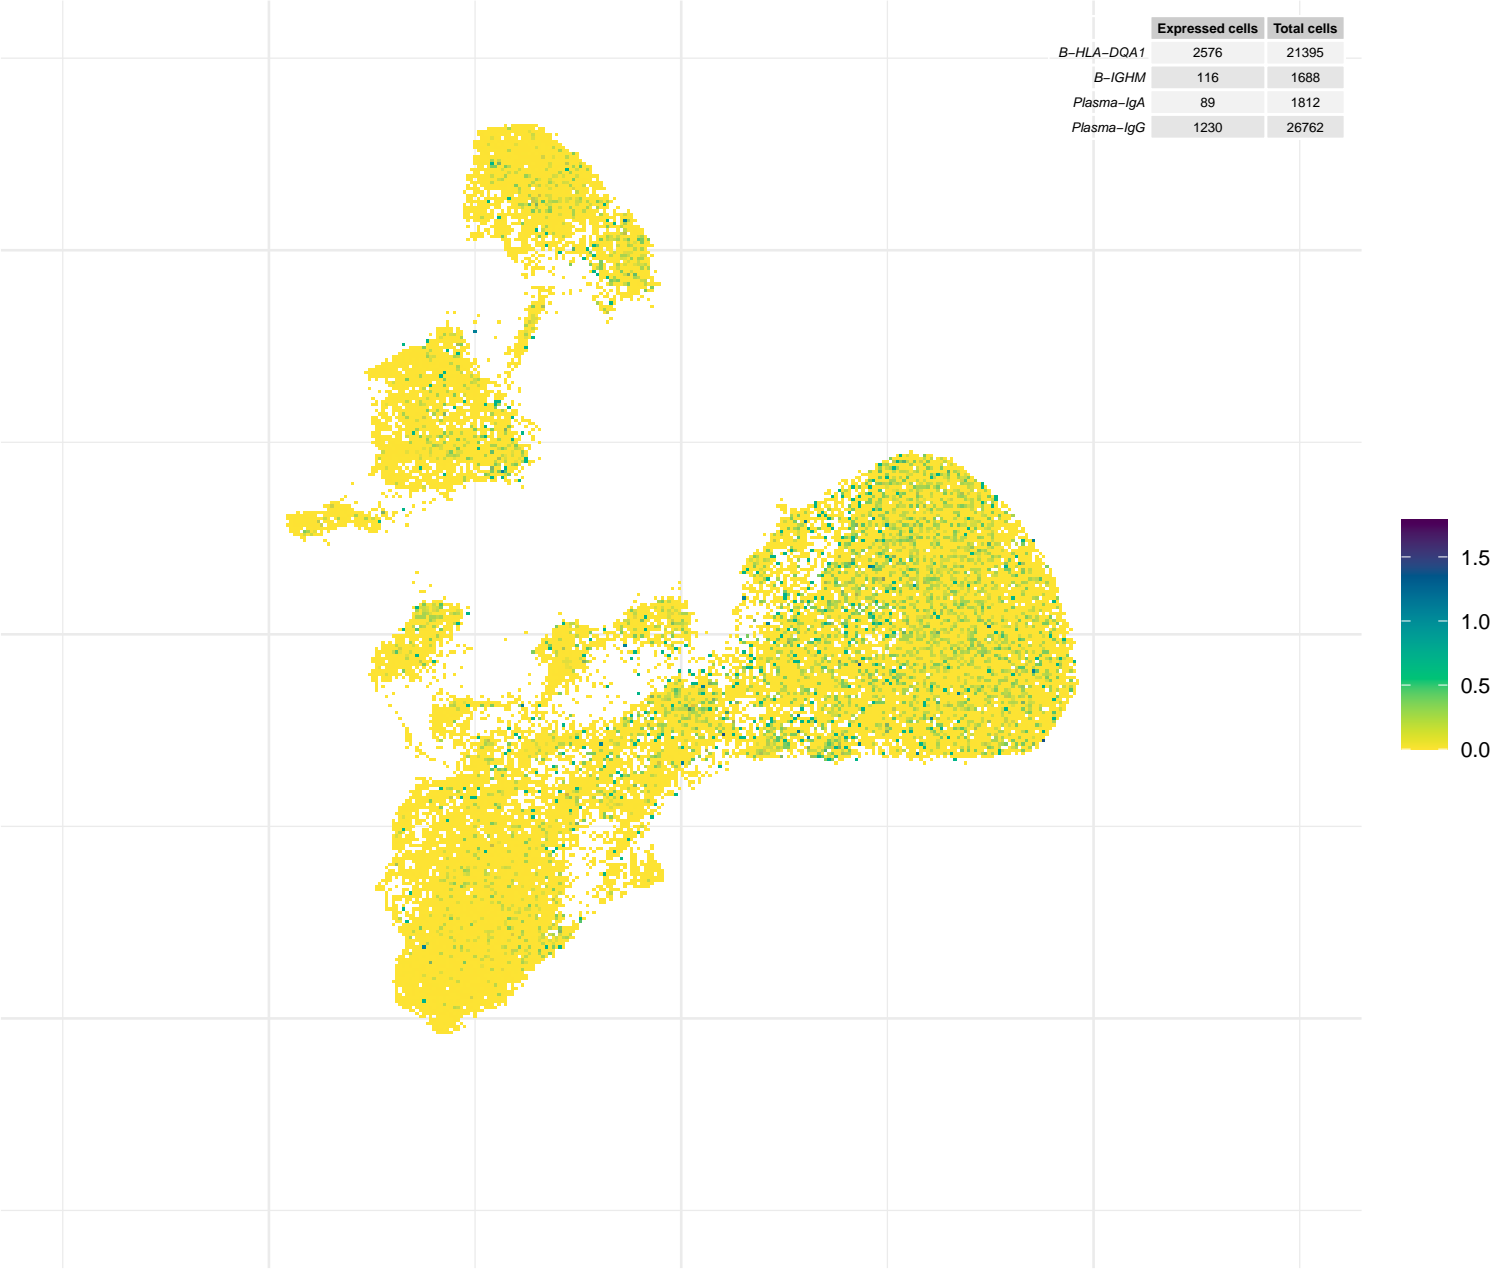 Expressed cells Total cells
B−HLA−DQA1 2576 21395
B−IGHM 116 1688
Plasma−IgA 89 1812
Plasma−IgG 1230 26762
1.5
1.0
0.5
0.0